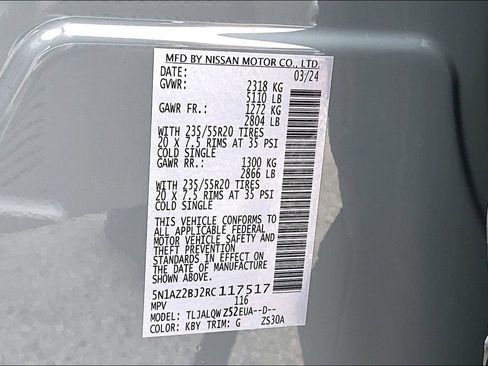 MFD BY NISSAN MOTOR CO., LTD.
DATE: 03/24
GVWR: 2318 KG
5110 LB
GAWR FR.: 1272 KG
2804 LB
WITH 235/55R20 TIRES
20 X 7.5 RIMS AT 35 PSI
COLD SINGLE
GAWR RR.: 1300 KG
2866 LB
WITH 235/55R20 TIRES
20 X 7.5 RIMS AT 35 PSI
COLD SINGLE
THIS VEHICLE CONFORMS TO
ALL APPLICABLE FEDERAL
MOTOR VEHICLE SAFETY AND
THEFT PREVENTION
STANDARDS IN EFFECT ON
THE DATE OF MANUFACTURE
SHOWN ABOVE.
5N1AZ2BJ2RC117517
MPV 116
MODEL: TLJALQWZ52EUA--D--
COLOR: KBY TRIM: G ZS30A